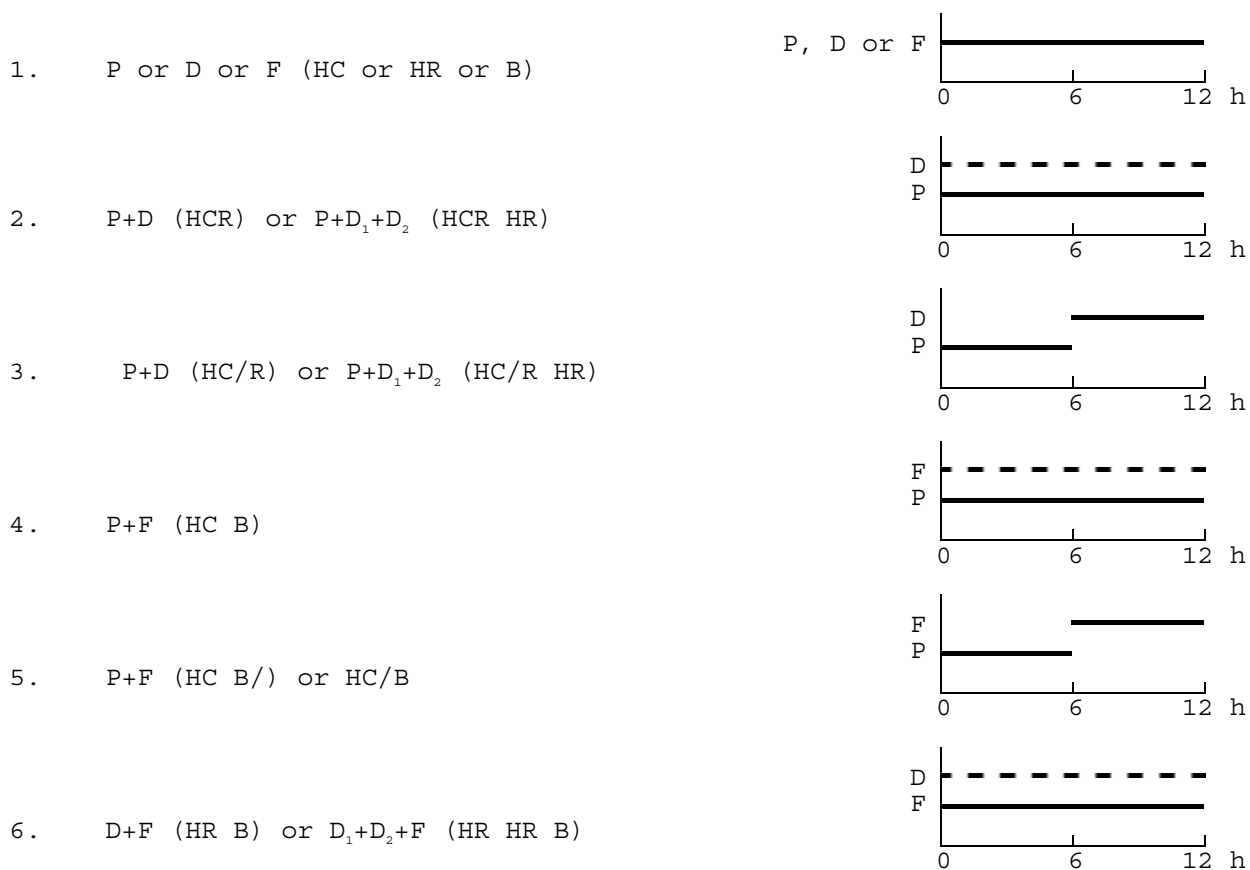 P, D or F
1. P or D or F (HC or HR or B)
0 6 12 h
D
P
2. P+D (HCR) or P+D₁+D₂ (HCR HR)
0 6 12 h
D
P
3. P+D (HC/R) or P+D₁+D₂ (HC/R HR)
0 6 12 h
F
P
4. P+F (HC B)
0 6 12 h
F
P
5. P+F (HC B/) or HC/B
0 6 12 h
D
F
6. D+F (HR B) or D₁+D₂+F (HR HR B)
0 6 12 h